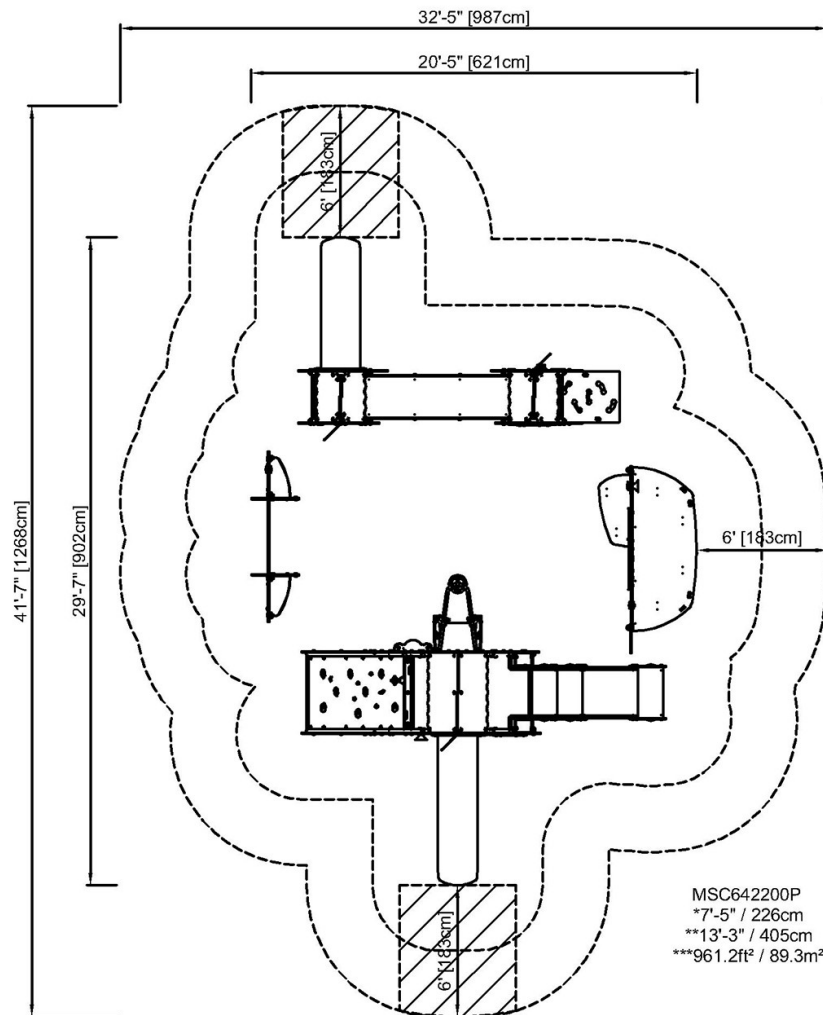 32'-5" [987cm]
20'-5" [621cm]
6' [183cm]
41'-7" [1268cm]
29'-7" [902cm]
6' [183cm]
6' [183cm]
MSC642200P
*7'-5" / 226cm
**13'-3" / 405cm
***961.2ft² / 89.3m²